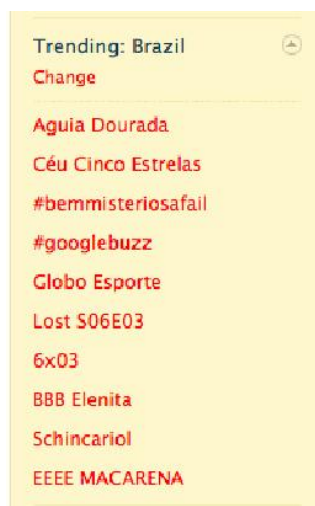 Trending: Brazil
Change
Aguia Dourada
Céu Cinco Estrelas
#bemmisteriosafail
#googlebuzz
Globo Esporte
Lost S06E03
6x03
BBB Elenita
Schincariol
EEEE MACARENA